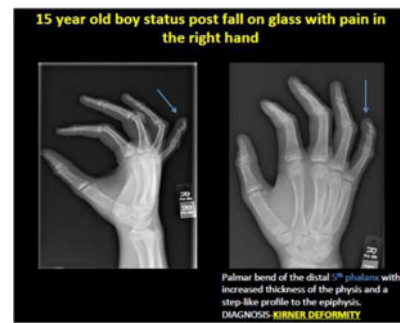 15 year old boy status post fall on glass with pain in
the right hand
R
Palmar bend of the distal 5th phalanx with
increased thickness of the physis and a
step-like profile to the epiphysis.
DIAGNOSIS-KIRNER DEFORMITY